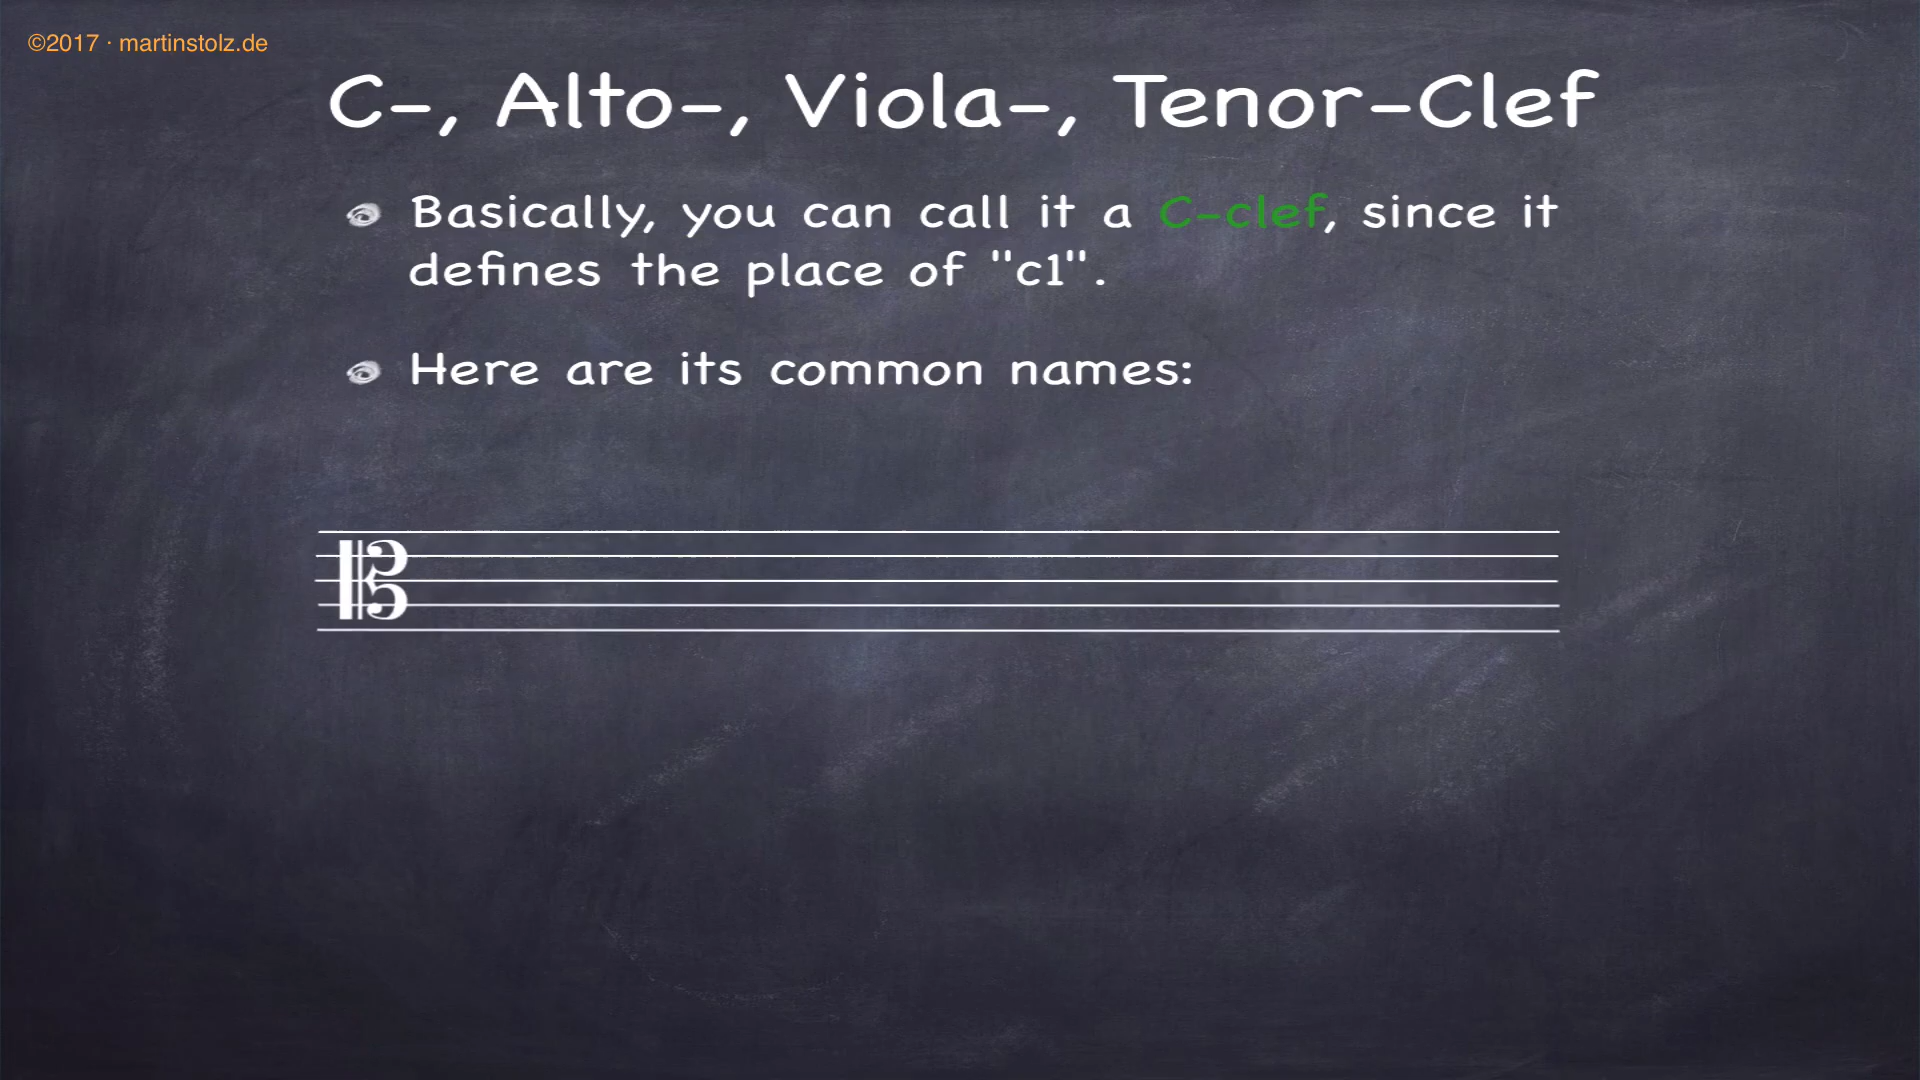 ©2017 · martinstolz.de
C-, Alto-, Viola-, Tenor-Clef
Basically, you can call it a C-clef, since it
defines the place of "c1".
Here are its common names: